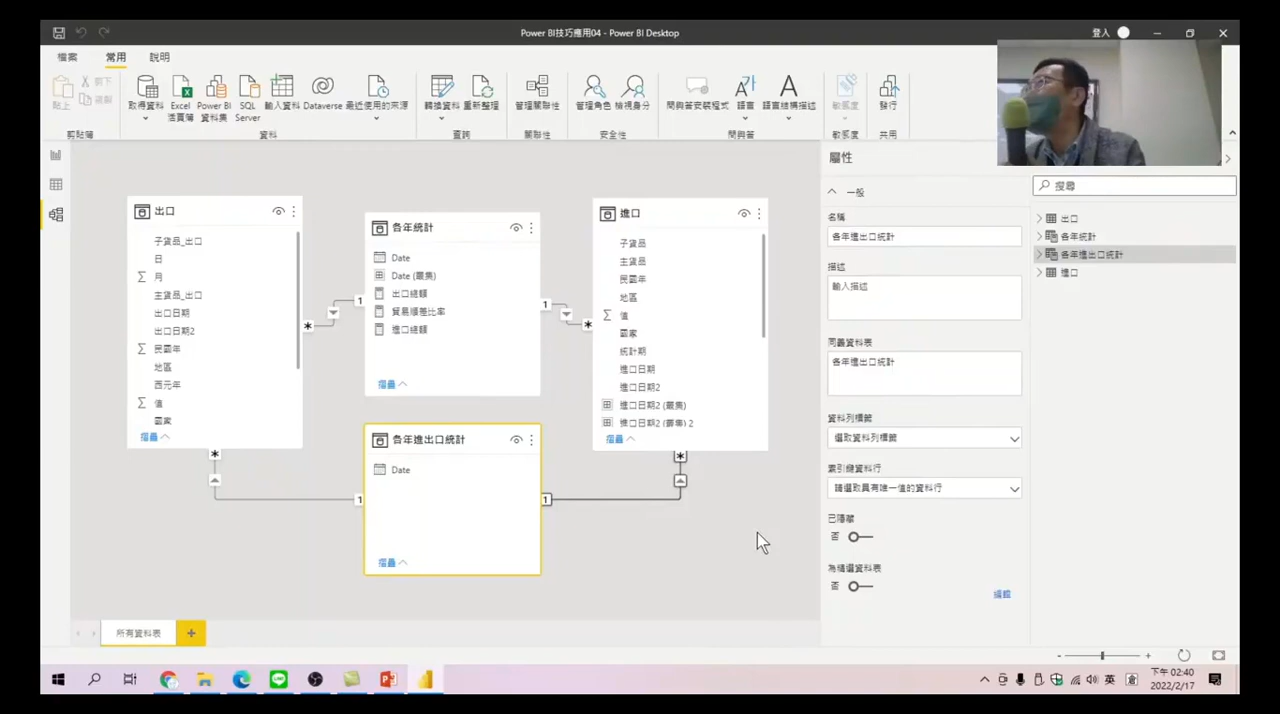 Power BI技巧應用04 - Power BI Desktop
登入
檔案 常用 說明
貼上
剪下
複製
取得資料
Excel 活頁簿
Power BI 資料集
SQL Server
輸入資料
Dataverse
最近使用的來源
轉換資料
重新整理
管理關聯性
管理角色
檢視身分
問與答安裝程式
語言
語言結構描述
敏感度
發行
剪貼簿
資料
查詢
關聯性
安全性
問與答
敏感度
共用
出口
子貨品_出口
日
月
主貨品_出口
出口日期
出口日期2
民國年
地區
西元年
值
國家
摺疊
各年統計
Date
Date (叢集)
出口總額
貿易順差比率
進口總額
摺疊
進口
子貨品
主貨品
民國年
地區
值
國家
統計期
進口日期
進口日期2
進口日期2 (叢集)
進口日期2 (叢集) 2
摺疊
各年進出口統計
Date
摺疊
1
*
1
*
*
1
1
*
屬性
一般
名稱
各年進出口統計
描述
輸入描述
同義資料表
各年進出口統計
資料列標籤
選取資料列標籤
索引鍵資料行
請選取具有唯一值的資料行
已隱藏
否
為精選資料表
否
編輯
搜尋
出口
各年統計
各年進出口統計
進口
所有資料表
+
- +
英
下午 02:40
2022/2/17